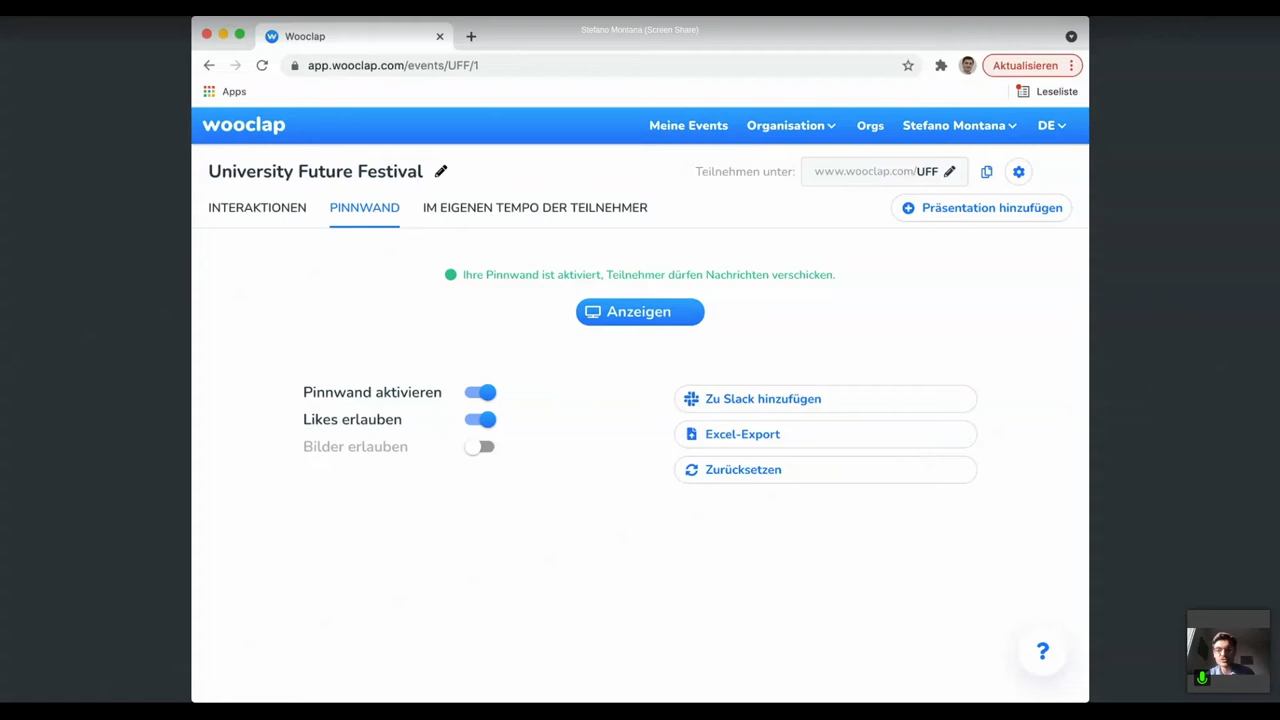 Stefano Montana (Screen Share)
Wooclap
app.wooclap.com/events/UFF/1
Aktualisieren
Apps
Leseliste
wooclap
Meine Events
Organisation
Orgs
Stefano Montana
DE
University Future Festival
Teilnehmen unter:
www.wooclap.com/UFF
INTERAKTIONEN
PINNWAND
IM EIGENEN TEMPO DER TEILNEHMER
Präsentation hinzufügen
Ihre Pinnwand ist aktiviert, Teilnehmer dürfen Nachrichten verschicken.
Anzeigen
Pinnwand aktivieren
Likes erlauben
Bilder erlauben
Zu Slack hinzufügen
Excel-Export
Zurücksetzen
?